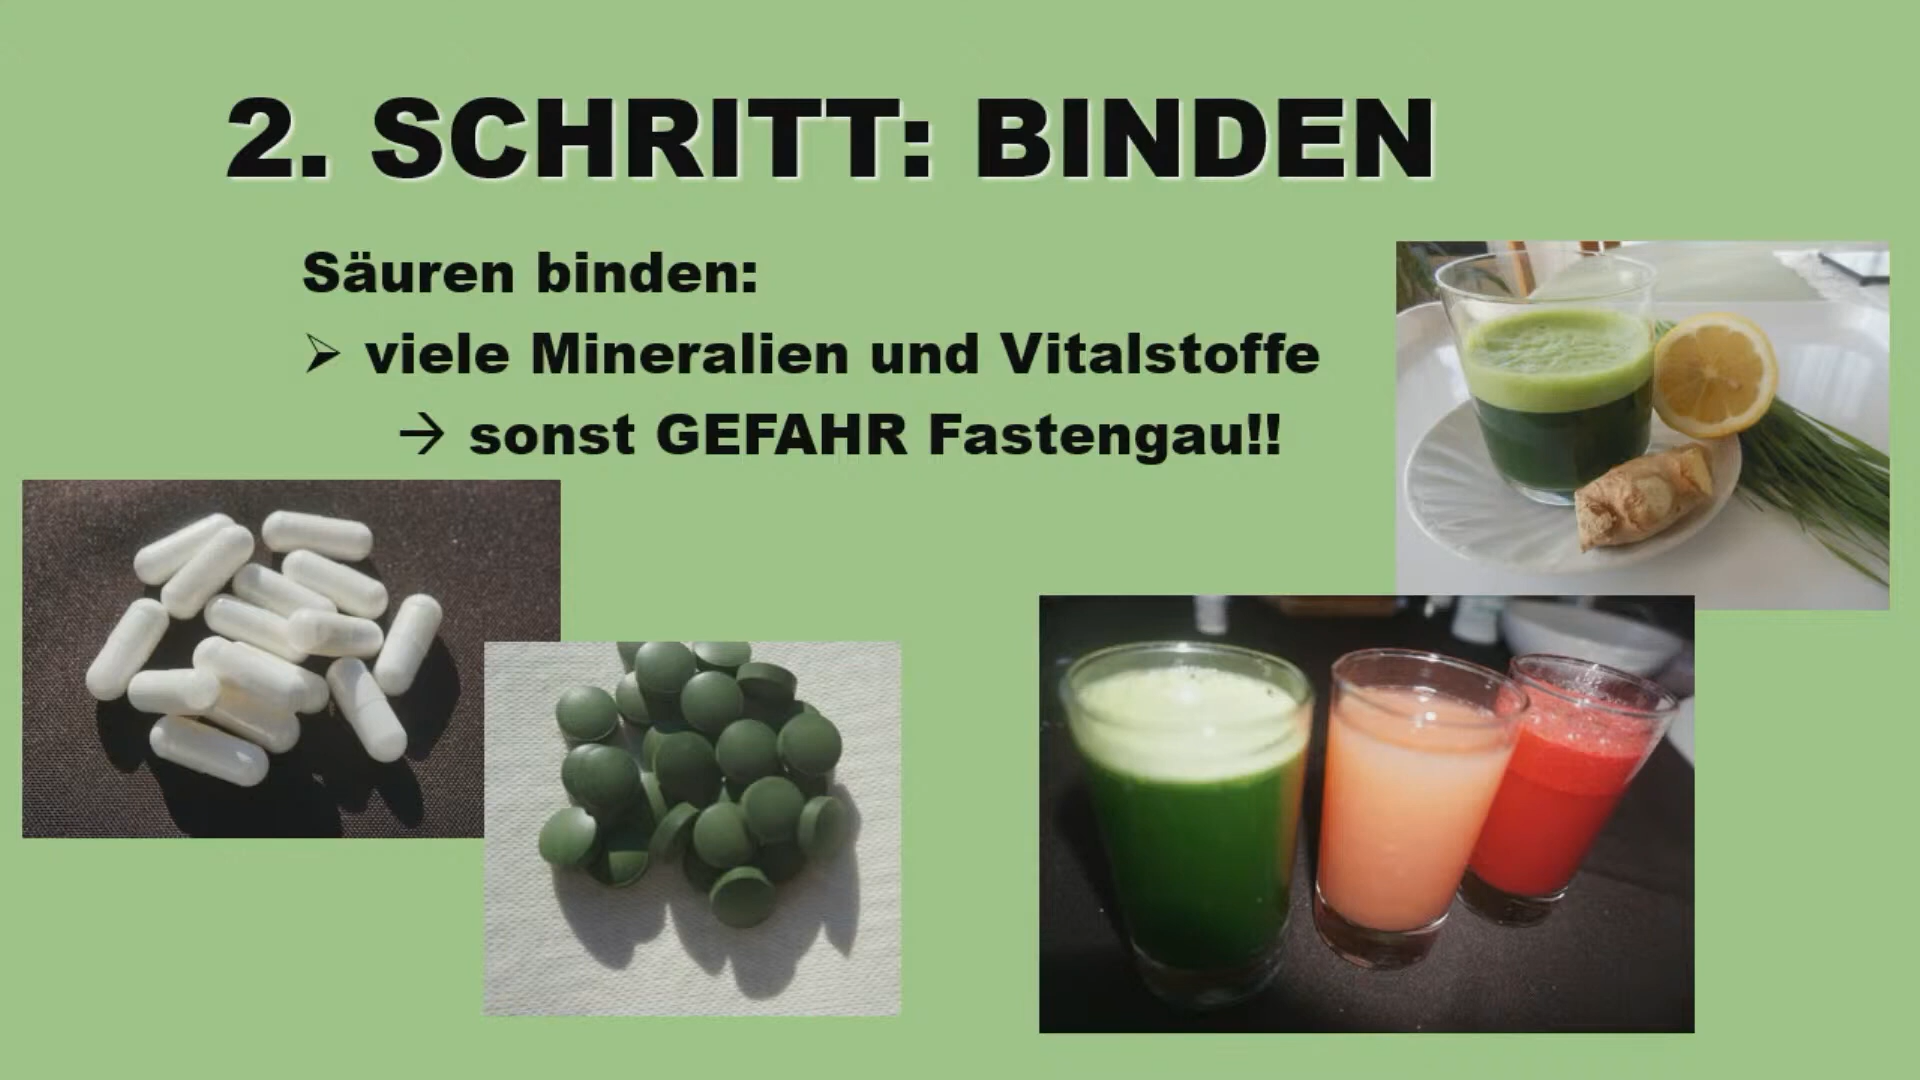 2. SCHRITT: BINDEN
Säuren binden:
➢ viele Mineralien und Vitalstoffe
→ sonst GEFAHR Fastengau!!